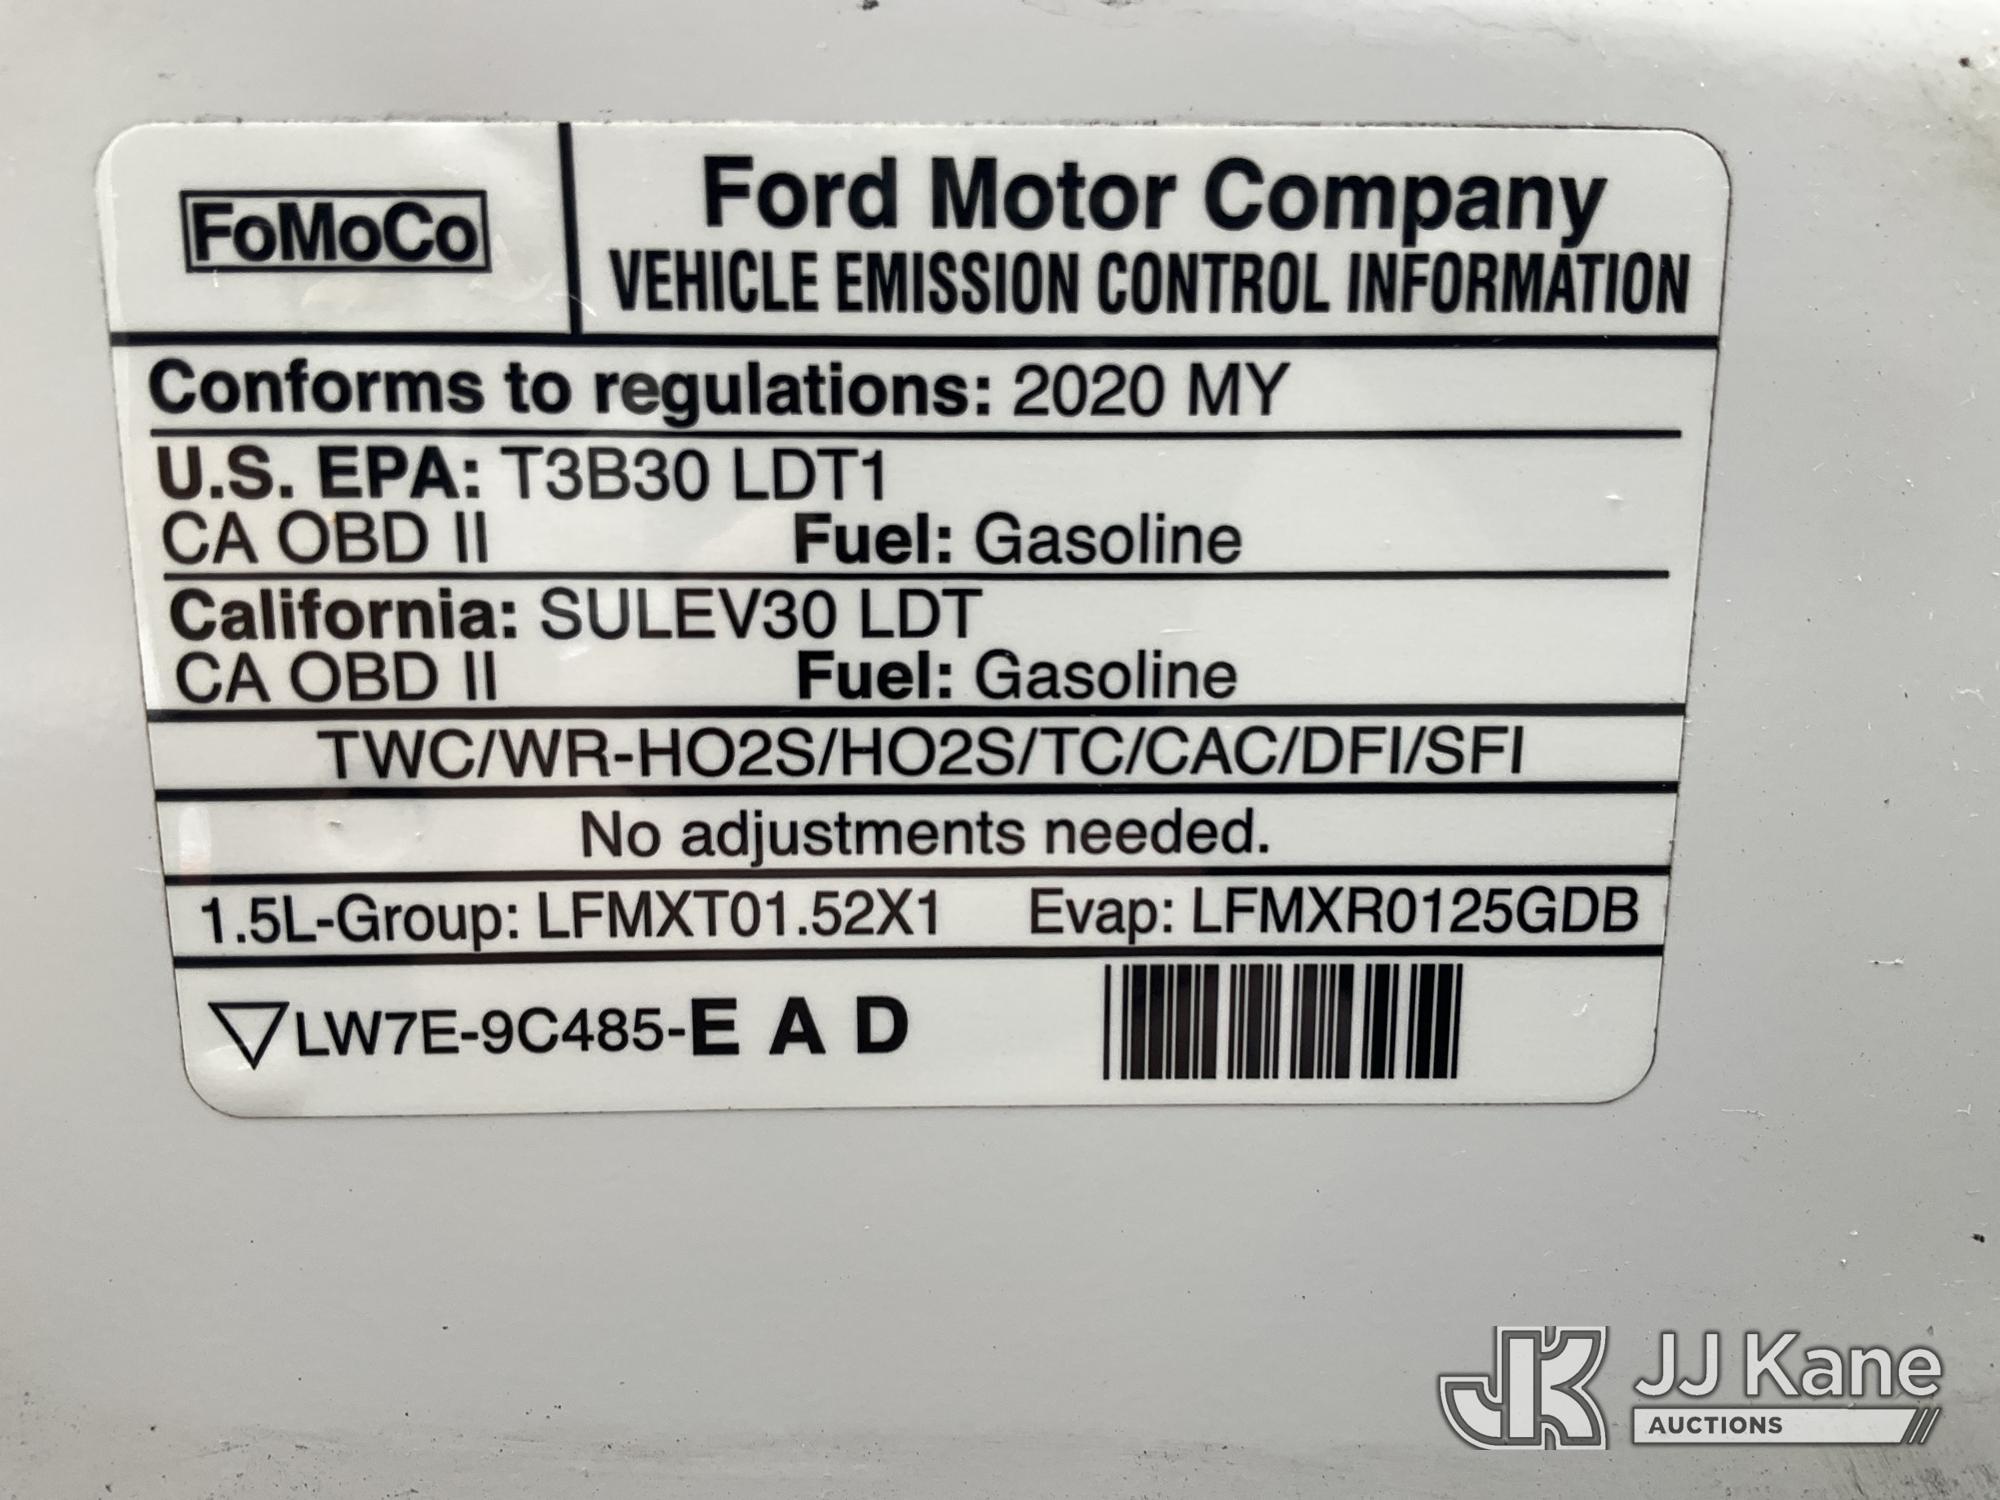 FoMoCo
Ford Motor Company
VEHICLE EMISSION CONTROL INFORMATION
Conforms to regulations: 2020 MY
U.S. EPA: T3B30 LDT1
CA OBD II Fuel: Gasoline
California: SULEV30 LDT
CA OBD II Fuel: Gasoline
TWC/WR-HO2S/HO2S/TC/CAC/DFI/SFI
No adjustments needed.
1.5L-Group: LFMXT01.52X1 Evap: LFMXR0125GDB
LW7E-9C485-E A D
JK JJ Kane
AUCTIONS